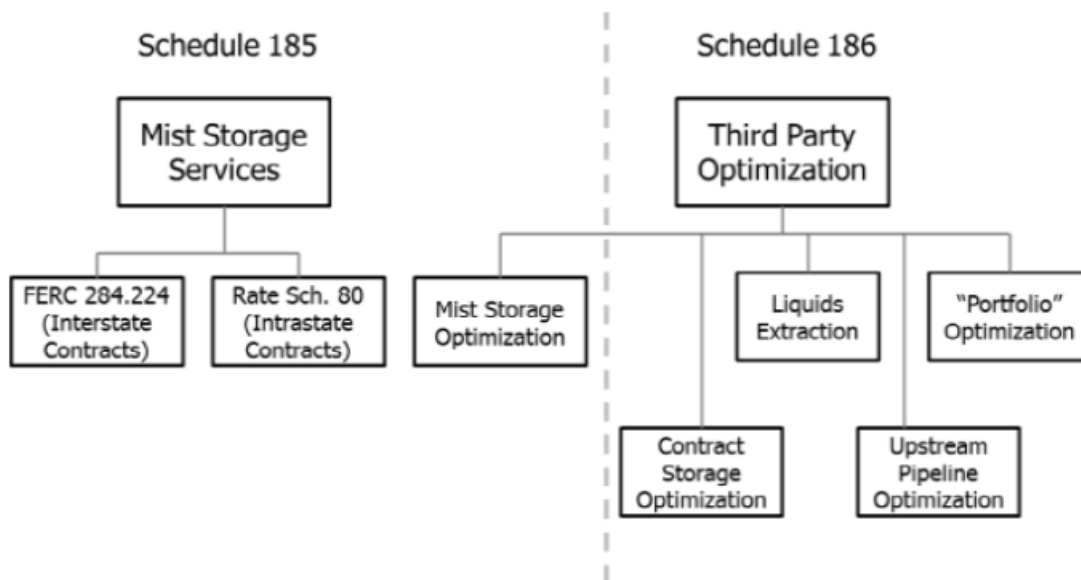 Schedule 185
Schedule 186
Mist Storage
Services
Third Party
Optimization
FERC 284.224
(Interstate
Contracts)
Rate Sch. 80
(Intrastate
Contracts)
Mist Storage
Optimization
Liquids
Extraction
“Portfolio”
Optimization
Contract
Storage
Optimization
Upstream
Pipeline
Optimization